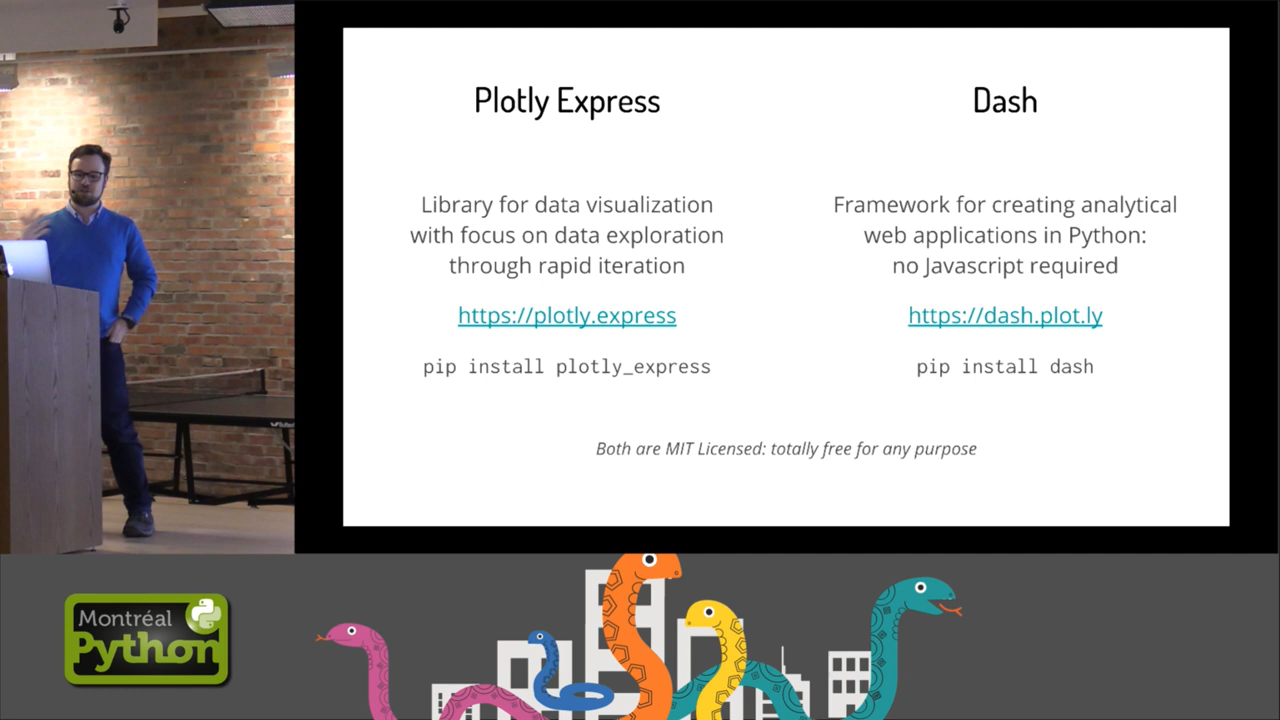 Plotly Express
Library for data visualization
with focus on data exploration
through rapid iteration
https://plotly.express
pip install plotly_express
Dash
Framework for creating analytical
web applications in Python:
no Javascript required
https://dash.plot.ly
pip install dash
Both are MIT Licensed: totally free for any purpose
Montréal
Python